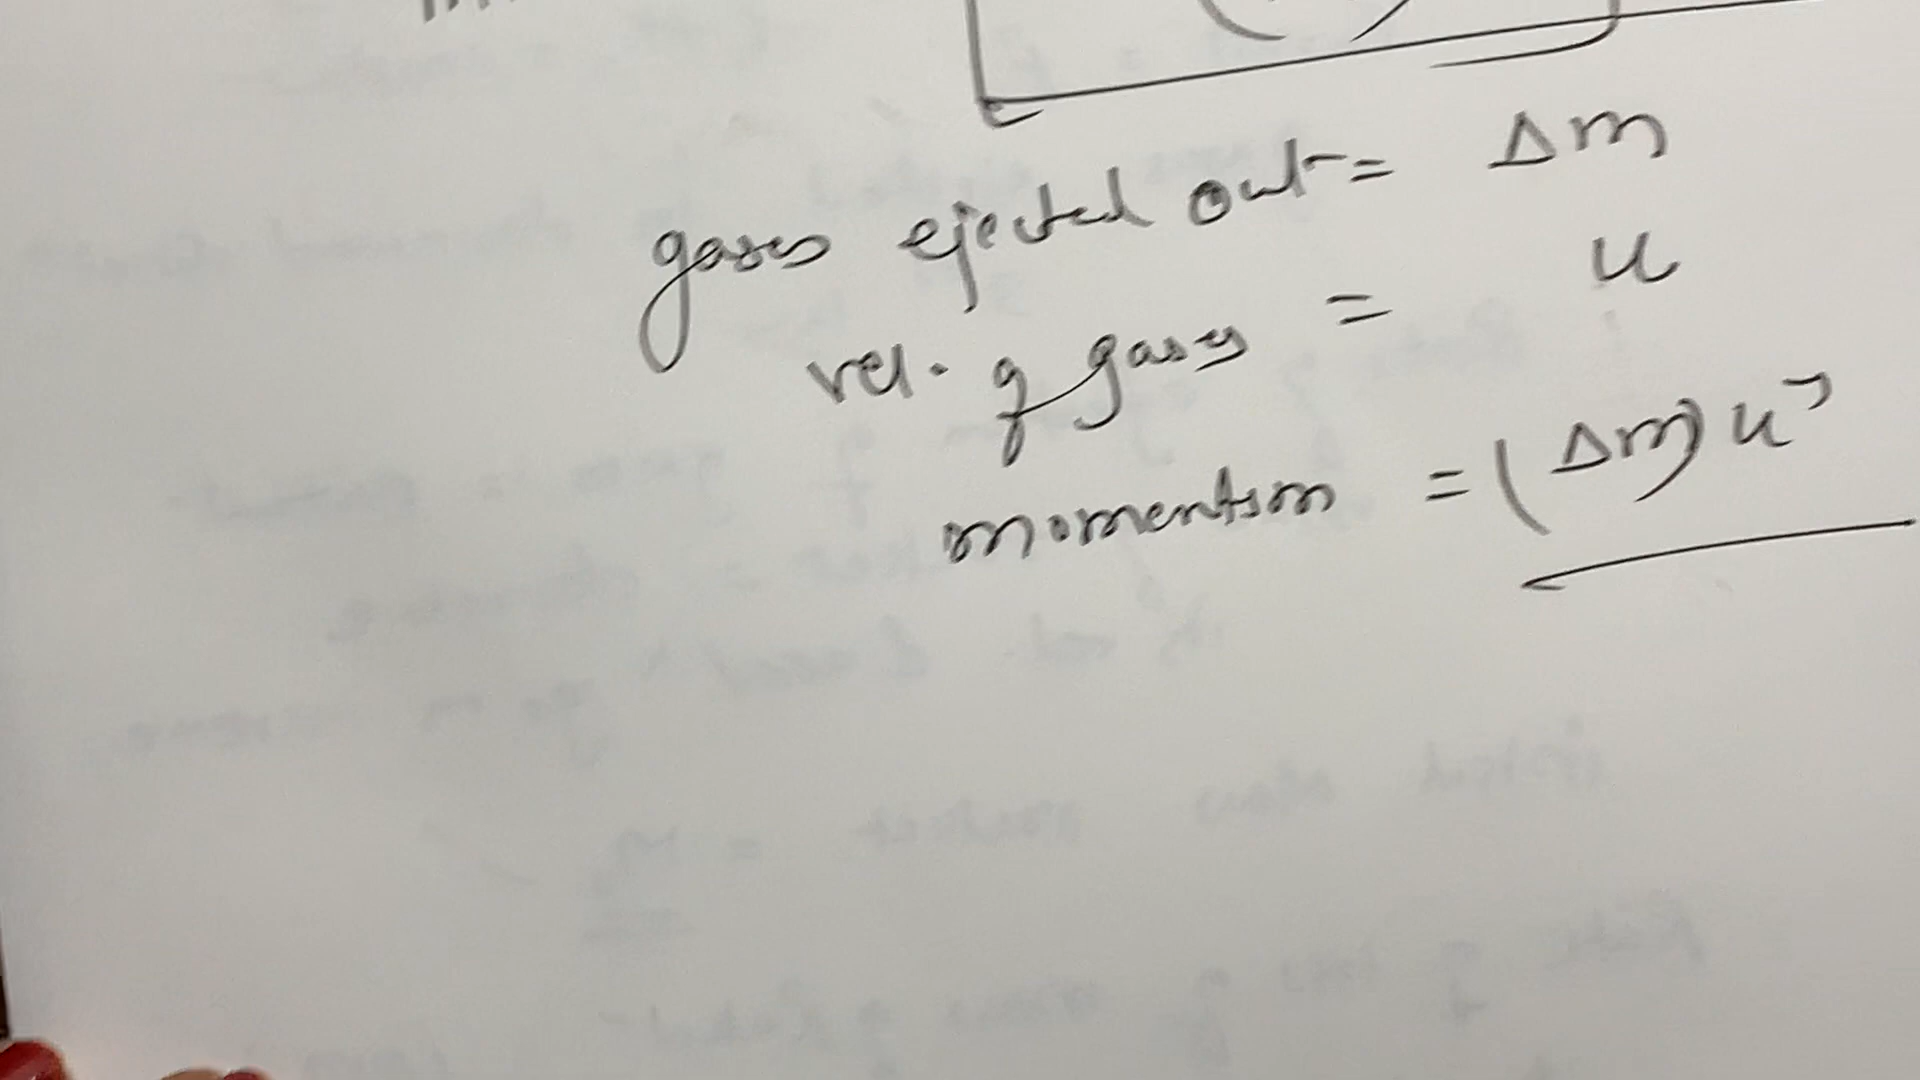 gases ejected out = Δm
vel. of gases = u
momentum = (Δm) u